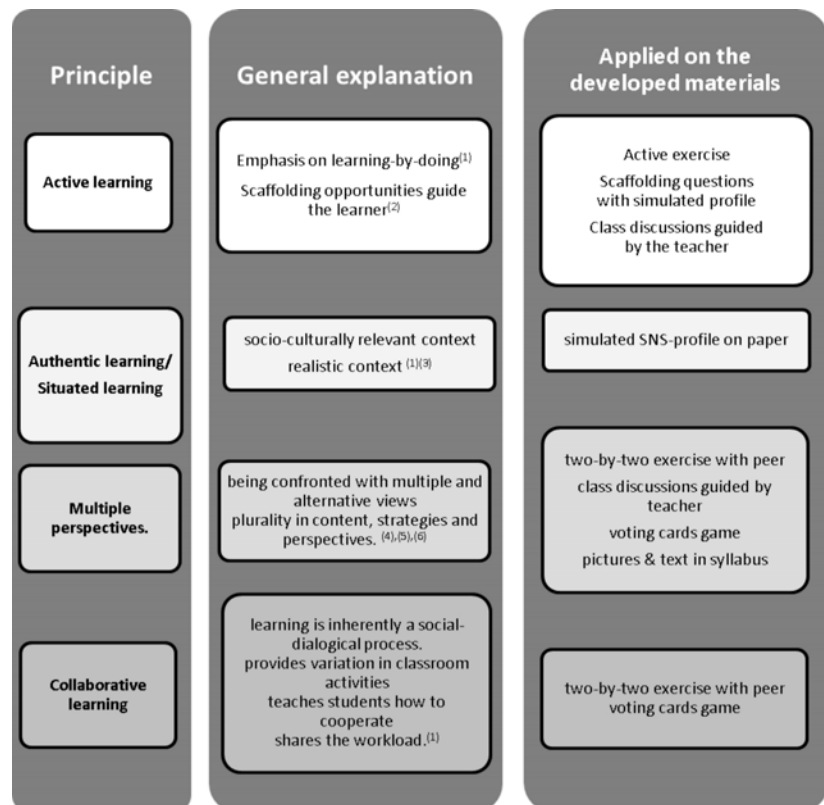 Principle
General explanation
Applied on the
developed materials
Active learning
Emphasis on learning-by-doing(1)
Scaffolding opportunities guide
the learner(2)
Active exercise
Scaffolding questions
with simulated profile
Class discussions guided
by the teacher
Authentic learning/
Situated learning
socio-culturally relevant context
realistic context (1)(3)
simulated SNS-profile on paper
Multiple
perspectives.
being confronted with multiple and
alternative views
plurality in content, strategies and
perspectives. (4),(5),(6)
two-by-two exercise with peer
class discussions guided by
teacher
voting cards game
pictures & text in syllabus
Collaborative
learning
learning is inherently a social-
dialogical process.
provides variation in classroom
activities
teaches students how to
cooperate
shares the workload.(1)
two-by-two exercise with peer
voting cards game